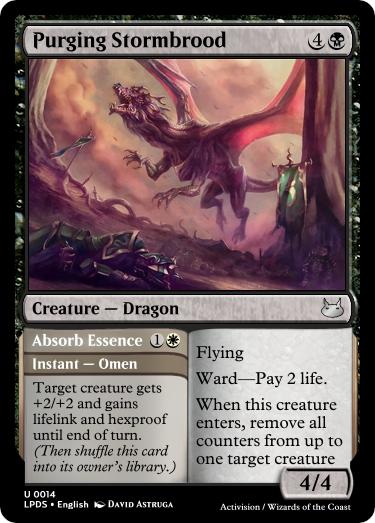 Purging Stormbrood 4
Creature — Dragon
Absorb Essence 1
Instant — Omen
Target creature gets
+2/+2 and gains
lifelink and hexproof
until end of turn.
(Then shuffle this card
into its owner's library.)
Flying
Ward—Pay 2 life.
When this creature
enters, remove all
counters from up to
one target creature
4/4
U 0014
LPDS • English DAVID ASTRUGA
Activision / Wizards of the Coast